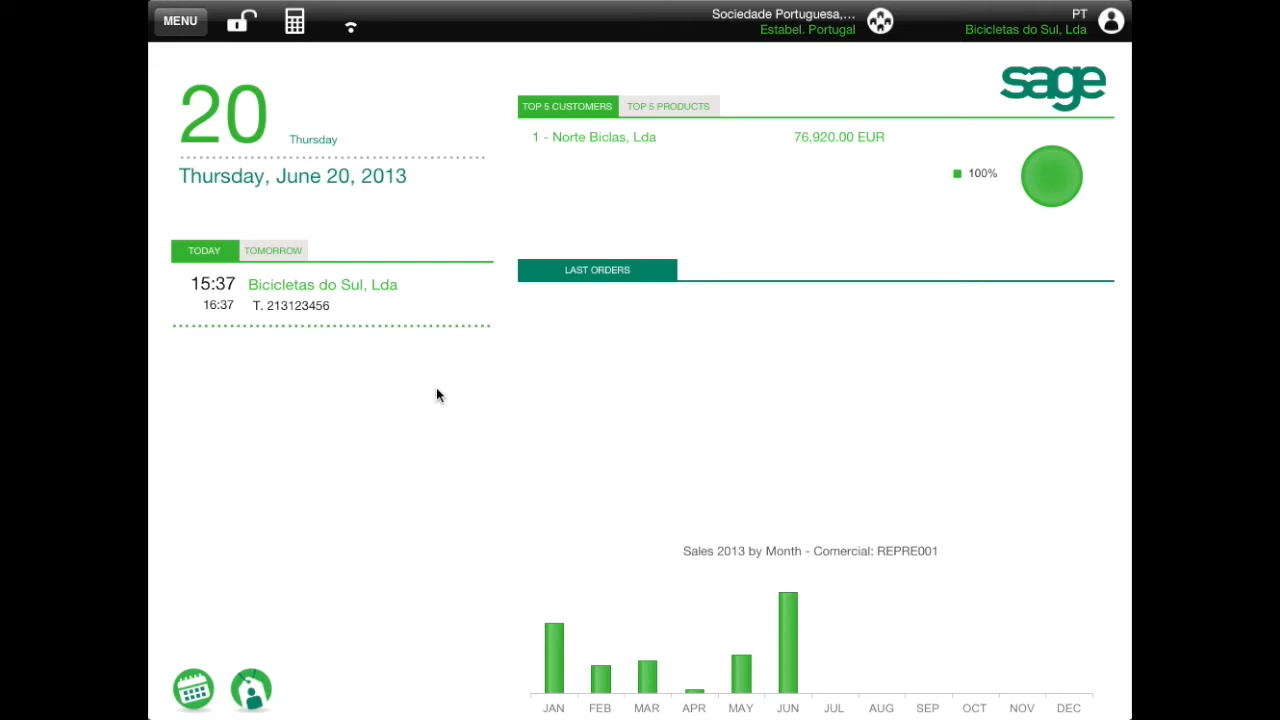 MENU
Sociedade Portuguesa,...
Estabel. Portugal
PT
Bicicletas do Sul, Lda
20
Thursday
Thursday, June 20, 2013
sage
TOP 5 CUSTOMERS
TOP 5 PRODUCTS
1 - Norte Biclas, Lda 76,920.00 EUR
100%
TODAY
TOMORROW
15:37 Bicicletas do Sul, Lda
16:37 T. 213123456
LAST ORDERS
Sales 2013 by Month - Comercial: REPRE001
JAN FEB MAR APR MAY JUN JUL AUG SEP OCT NOV DEC